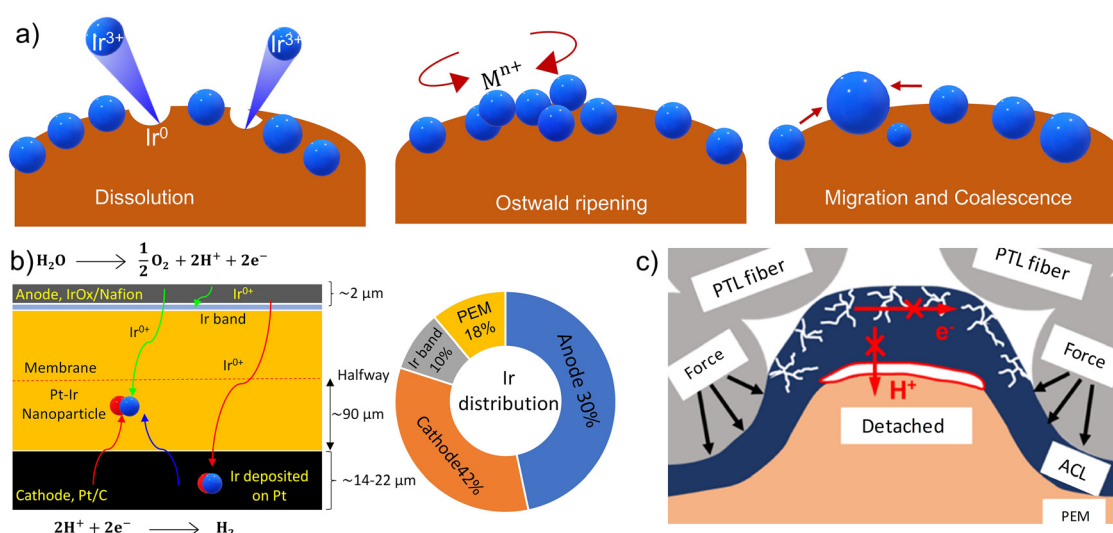 a)
Ir3+
Ir3+
Ir0
Dissolution
Mn+
Ostwald ripening
Migration and Coalescence
b)
H₂O ⟶ 1/2 O₂ + 2H⁺ + 2e⁻
Anode, IrOx/Nafion
Ir0+
~2 μm
Ir band
Ir0+
Membrane
Ir0+
Halfway
Pt-Ir
Nanoparticle
~90 μm
Ir deposited
on Pt
Cathode, Pt/C
~14-22 μm
2H⁺ + 2e⁻ ⟶ H₂
PEM
18%
Ir band
10%
Anode 30%
Cathode42%
Ir
distribution
c)
PTL fiber
PTL fiber
e-
Force
Force
H+
Detached
ACL
PEM